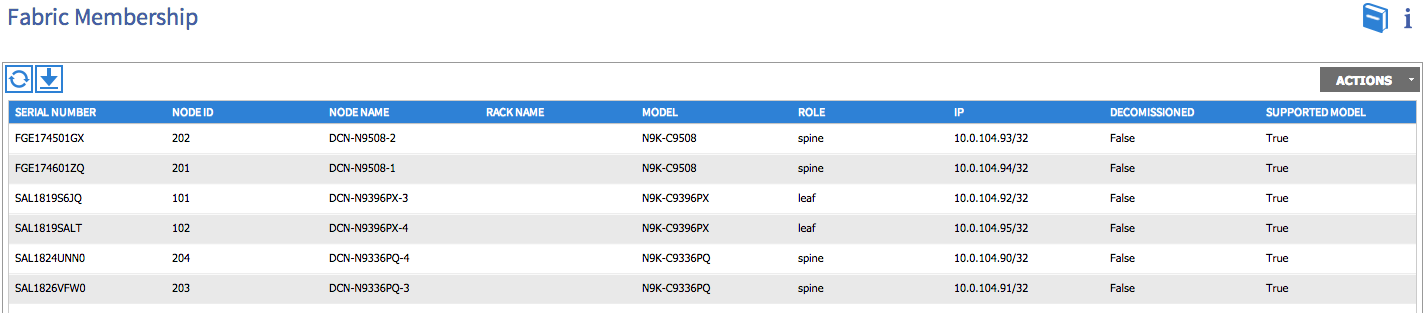 Fabric Membership
i
ACTIONS
SERIAL NUMBER NODE ID NODE NAME RACK NAME MODEL ROLE IP DECOMISSIONED SUPPORTED MODEL
FGE174501GX 202 DCN-N9508-2 N9K-C9508 spine 10.0.104.93/32 False True
FGE174601ZQ 201 DCN-N9508-1 N9K-C9508 spine 10.0.104.94/32 False True
SAL1819S6JQ 101 DCN-N9396PX-3 N9K-C9396PX leaf 10.0.104.92/32 False True
SAL1819SALT 102 DCN-N9396PX-4 N9K-C9396PX leaf 10.0.104.95/32 False True
SAL1824UNN0 204 DCN-N9336PQ-4 N9K-C9336PQ spine 10.0.104.90/32 False True
SAL1826VFW0 203 DCN-N9336PQ-3 N9K-C9336PQ spine 10.0.104.91/32 False True